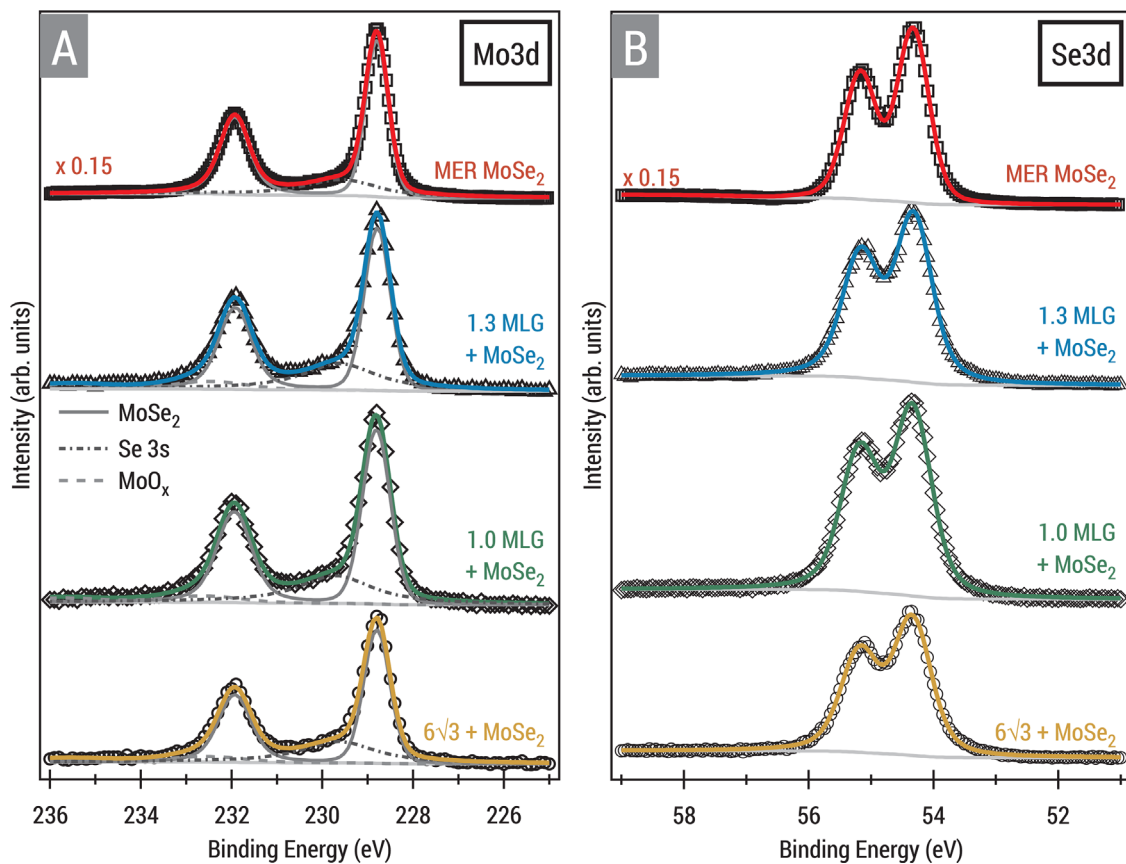 A
Mo3d
x 0.15
MER MoSe₂
1.3 MLG
+ MoSe₂
MoSe₂
Se 3s
MoOₓ
1.0 MLG
+ MoSe₂
6√3 + MoSe₂
Intensity (arb. units)
236 234 232 230 228 226
Binding Energy (eV)
B
Se3d
x 0.15
MER MoSe₂
1.3 MLG
+ MoSe₂
1.0 MLG
+ MoSe₂
6√3 + MoSe₂
Intensity (arb. units)
58 56 54 52
Binding Energy (eV)